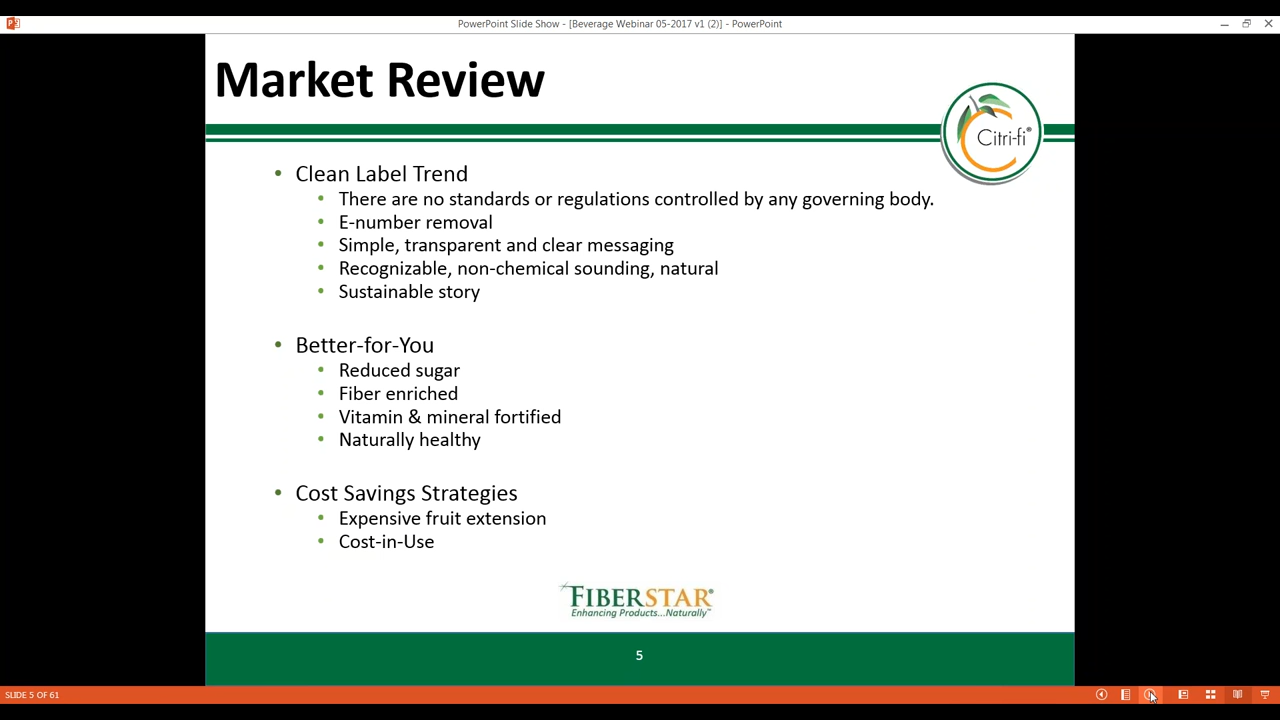 PowerPoint Slide Show - [Beverage Webinar 05-2017 v1 (2)] - PowerPoint
Market Review
Citri-fi®
• Clean Label Trend
• There are no standards or regulations controlled by any governing body.
• E-number removal
• Simple, transparent and clear messaging
• Recognizable, non-chemical sounding, natural
• Sustainable story
• Better-for-You
• Reduced sugar
• Fiber enriched
• Vitamin & mineral fortified
• Naturally healthy
• Cost Savings Strategies
• Expensive fruit extension
• Cost-in-Use
FIBERSTAR®
Enhancing Products...Naturally™
5
SLIDE 5 OF 61